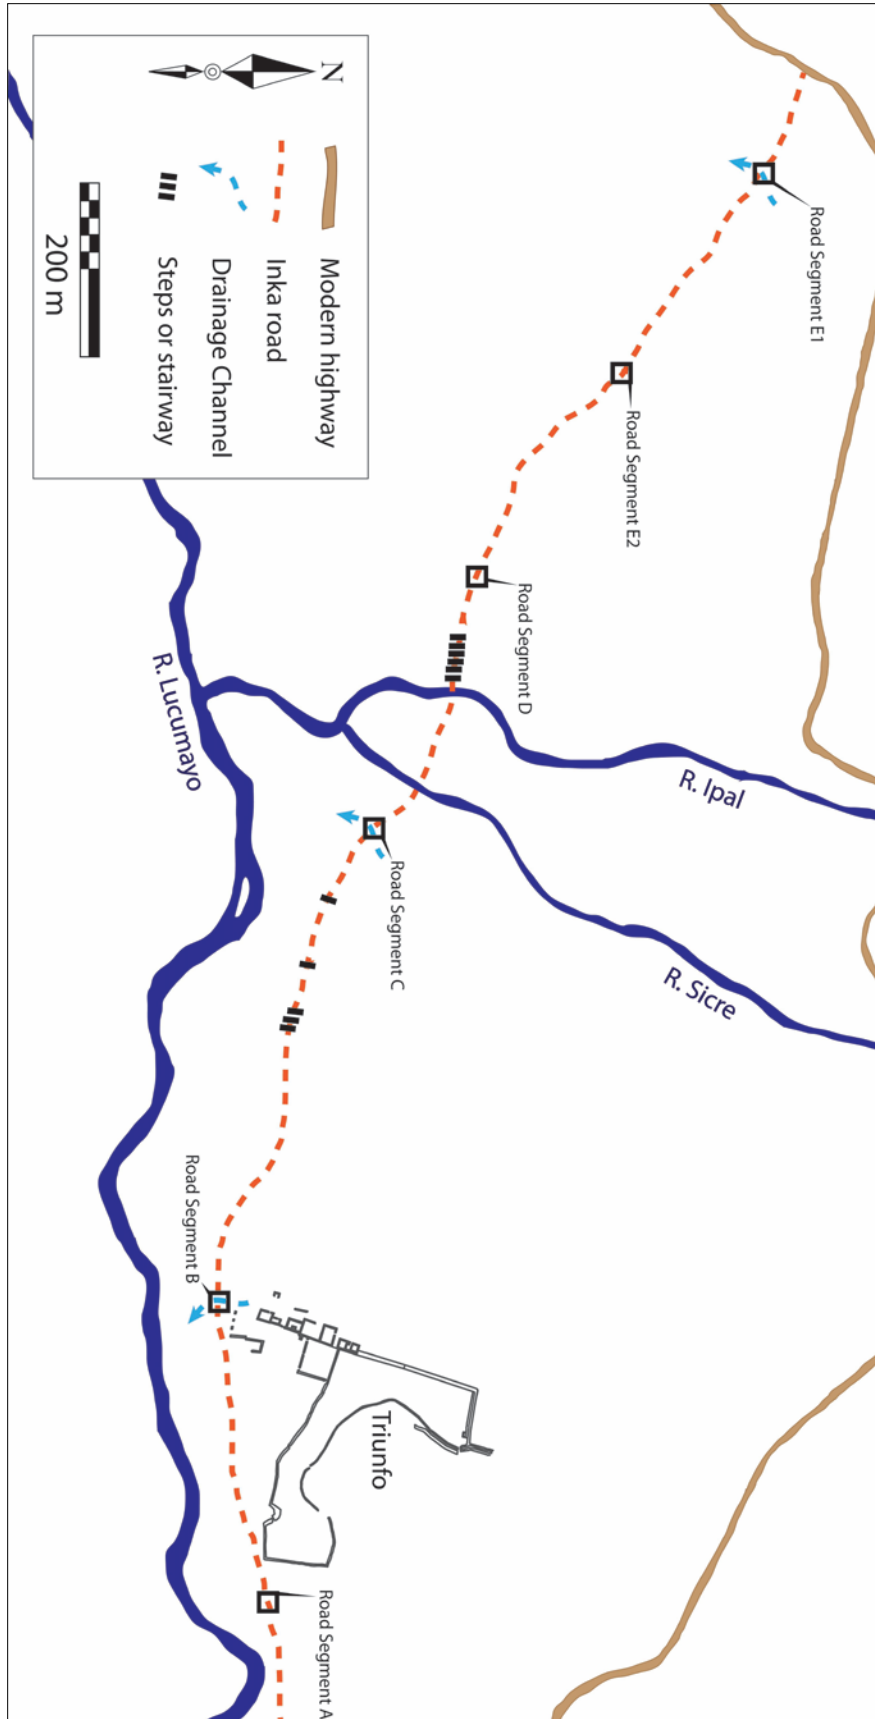 N
Modern highway
Inka road
Drainage Channel
Steps or stairway
200 m
Road Segment E1
Road Segment E2
Road Segment D
R. Ipal
R. Lucumayo
Road Segment C
R. Sicre
Road Segment B
Triunfo
Road Segment A